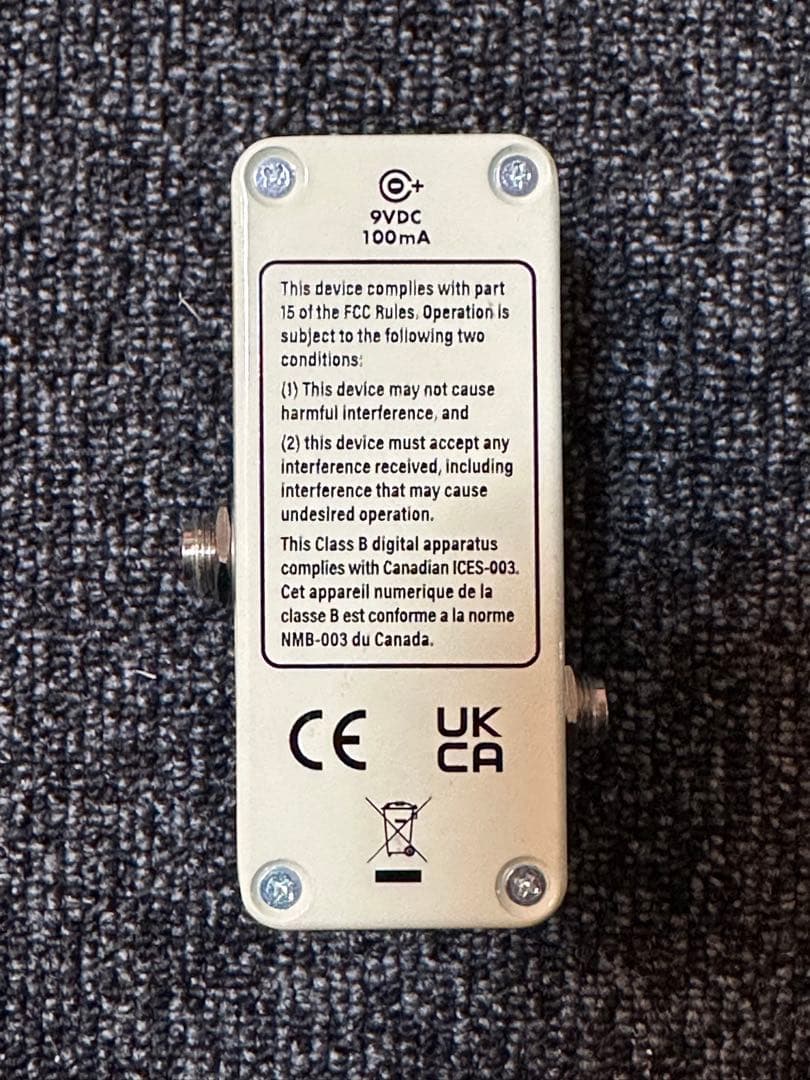 9VDC
100mA
This device complies with part
15 of the FCC Rules. Operation is
subject to the following two
conditions:
(1) This device may not cause
harmful interference, and
(2) this device must accept any
interference received, including
interference that may cause
undesired operation.
This Class B digital apparatus
complies with Canadian ICES-003.
Cet appareil numerique de la
classe B est conforme a la norme
NMB-003 du Canada.
CE
UK
CA